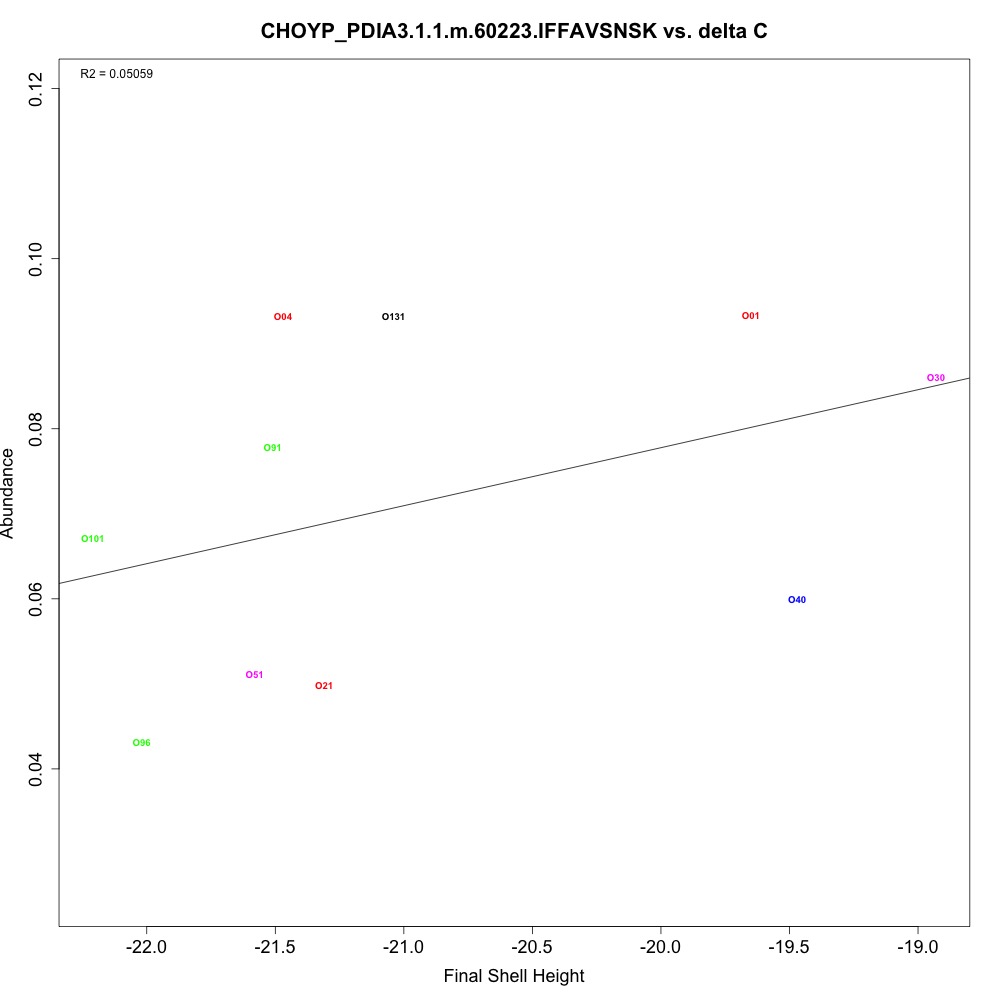 CHOYP_PDIA3.1.1.m.60223.IFFAVSNSK vs. delta C
R2 = 0.05059
0.12
0.10
O04
O131
O01
O30
0.08
O91
Abundance
O101
0.06
O40
O51
O21
O96
0.04
-22.0 -21.5 -21.0 -20.5 -20.0 -19.5 -19.0
Final Shell Height